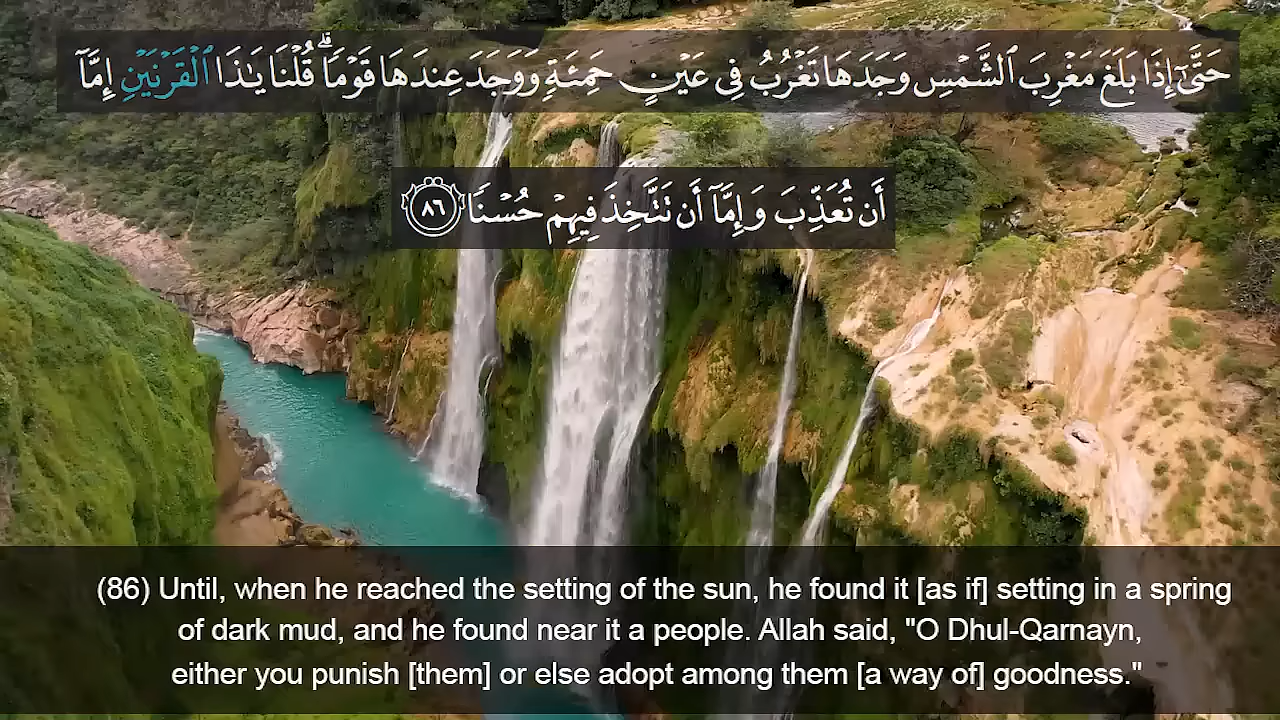 حَتَّىٰٓ إِذَا بَلَغَ مَغْرِبَ ٱلشَّمْسِ وَجَدَهَا تَغْرُبُ فِى عَيْنٍ حَمِئَةٍ وَوَجَدَ عِندَهَا قَوْمًا ۗ قُلْنَا يَـٰذَا ٱلْقَرْنَيْنِ إِمَّآ
أَن تُعَذِّبَ وَإِمَّآ أَن تَتَّخِذَ فِيهِمْ حُسْنًا ٨٦
(86) Until, when he reached the setting of the sun, he found it [as if] setting in a spring
of dark mud, and he found near it a people. Allah said, "O Dhul-Qarnayn,
either you punish [them] or else adopt among them [a way of] goodness."